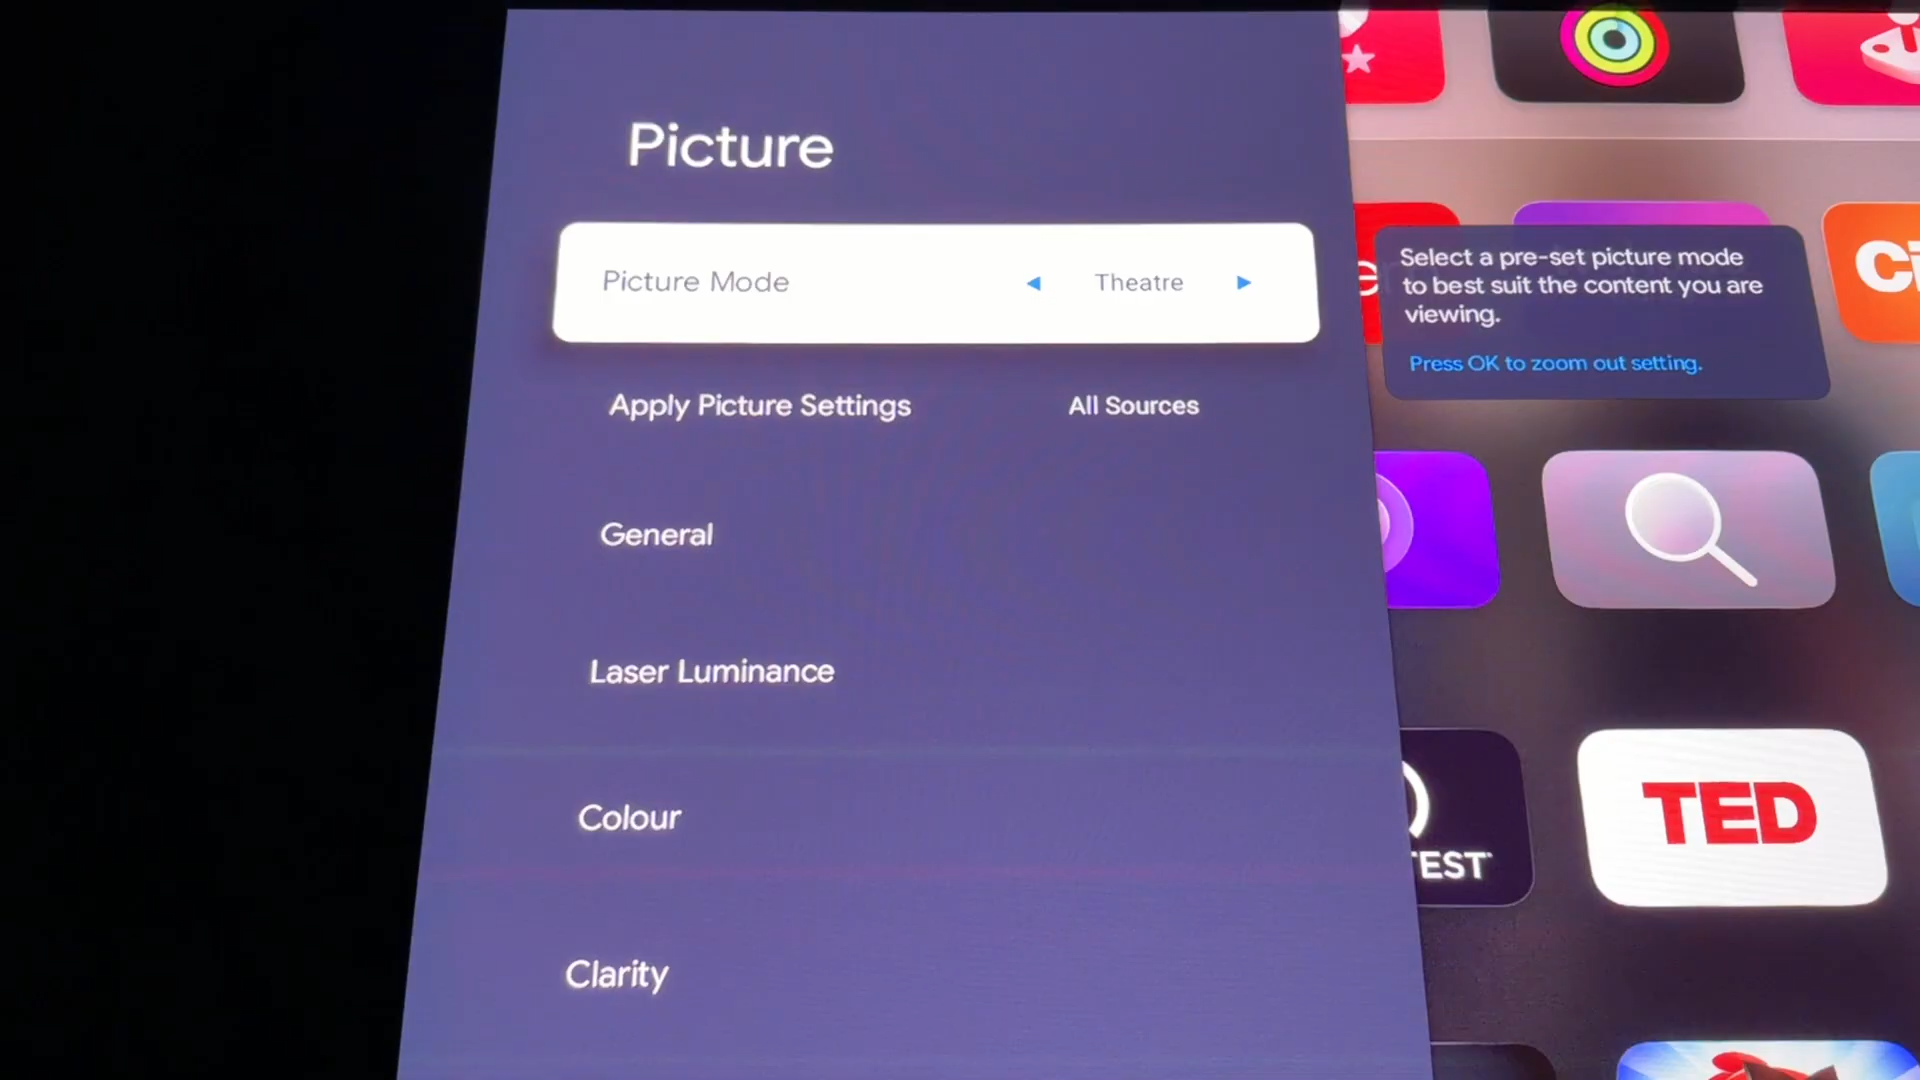 Picture
Picture Mode
Theatre
Apply Picture Settings
All Sources
General
Laser Luminance
Colour
Clarity
Select a pre-set picture mode
to best suit the content you are
viewing.
Press OK to zoom out setting.
TED